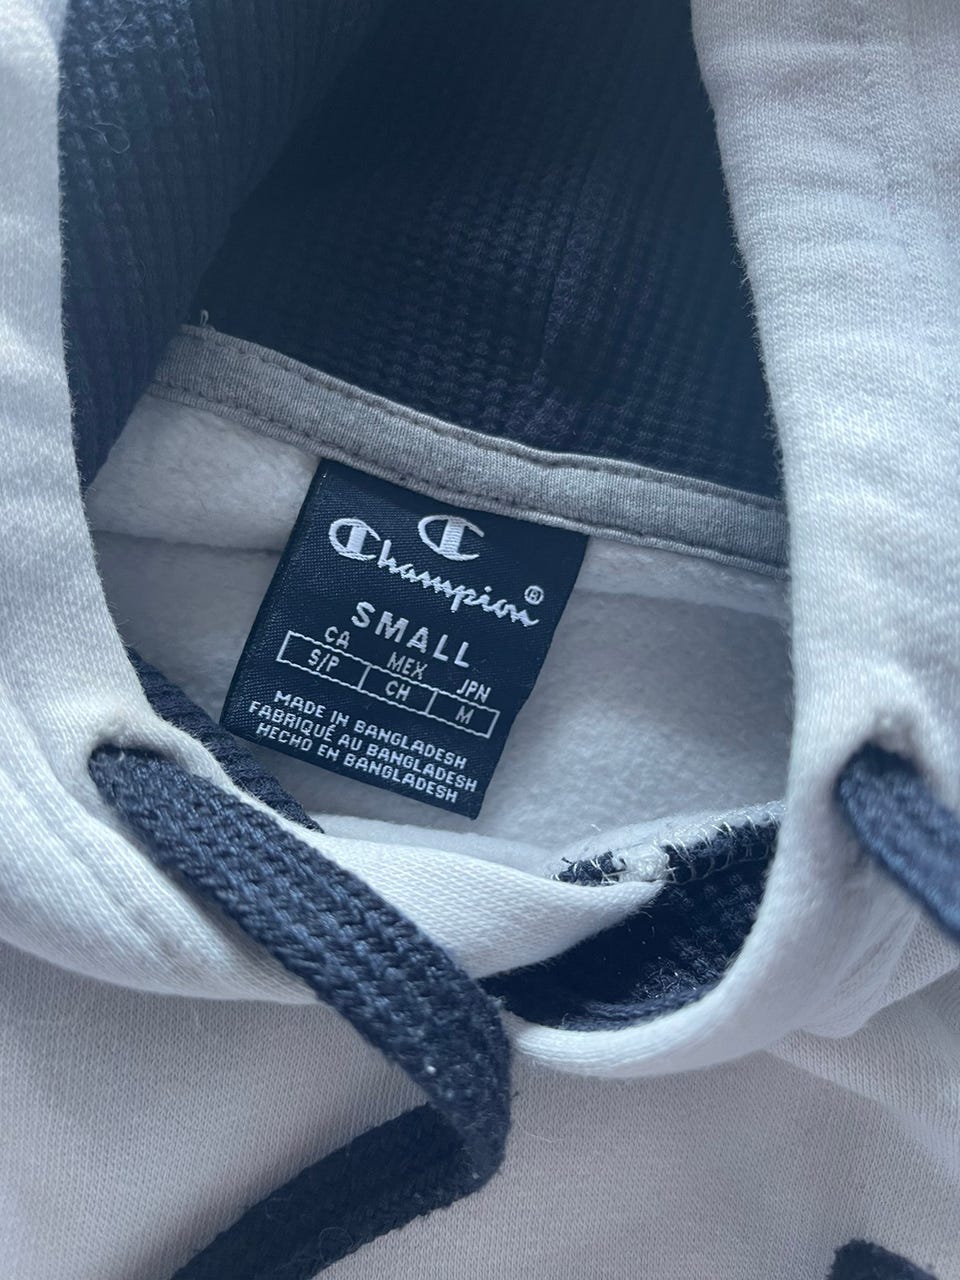 Champion®
SMALL
CA MEX JPN
S/P CH M
MADE IN BANGLADESH
FABRIQUÉ AU BANGLADESH
HECHO EN BANGLADESH